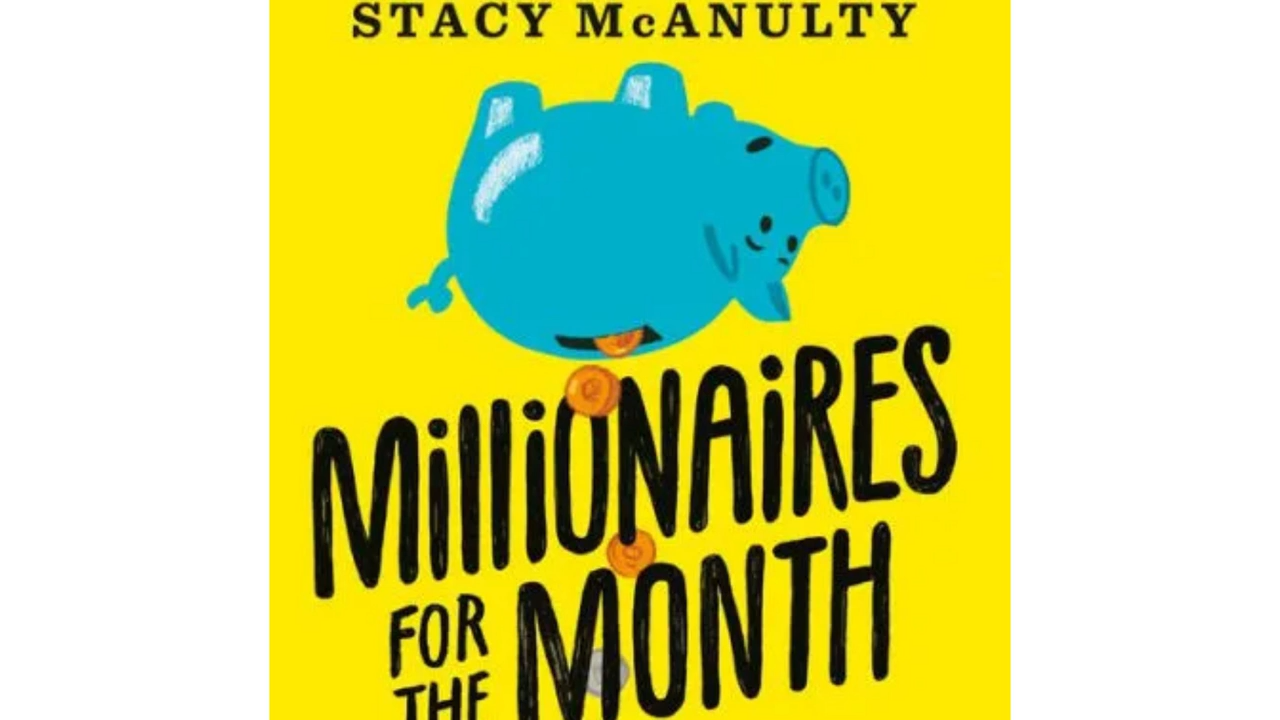 STACY McANULTY
MilliONAiRES
FOR
THE
MONTH